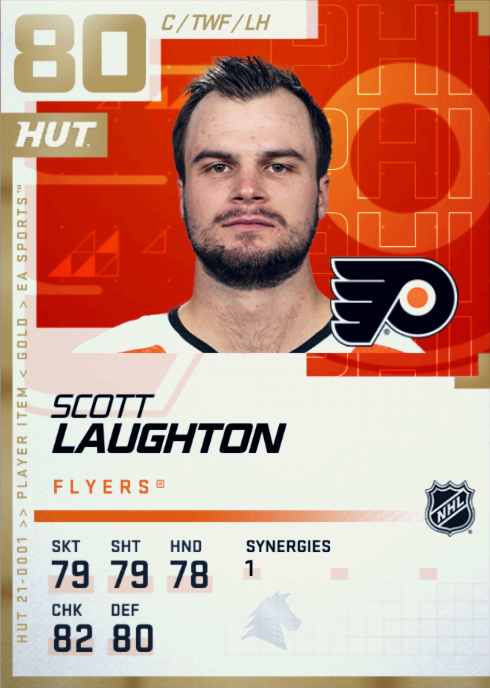 80
C / TWF / LH
HUT
HUT 21-0001 >> PLAYER ITEM < GOLD > EA SPORTS™
PHI
PHI
PHI
SCOTT
LAUGHTON
FLYERS®
NHL
SKT SHT HND SYNERGIES
79 79 78 1
CHK DEF
82 80